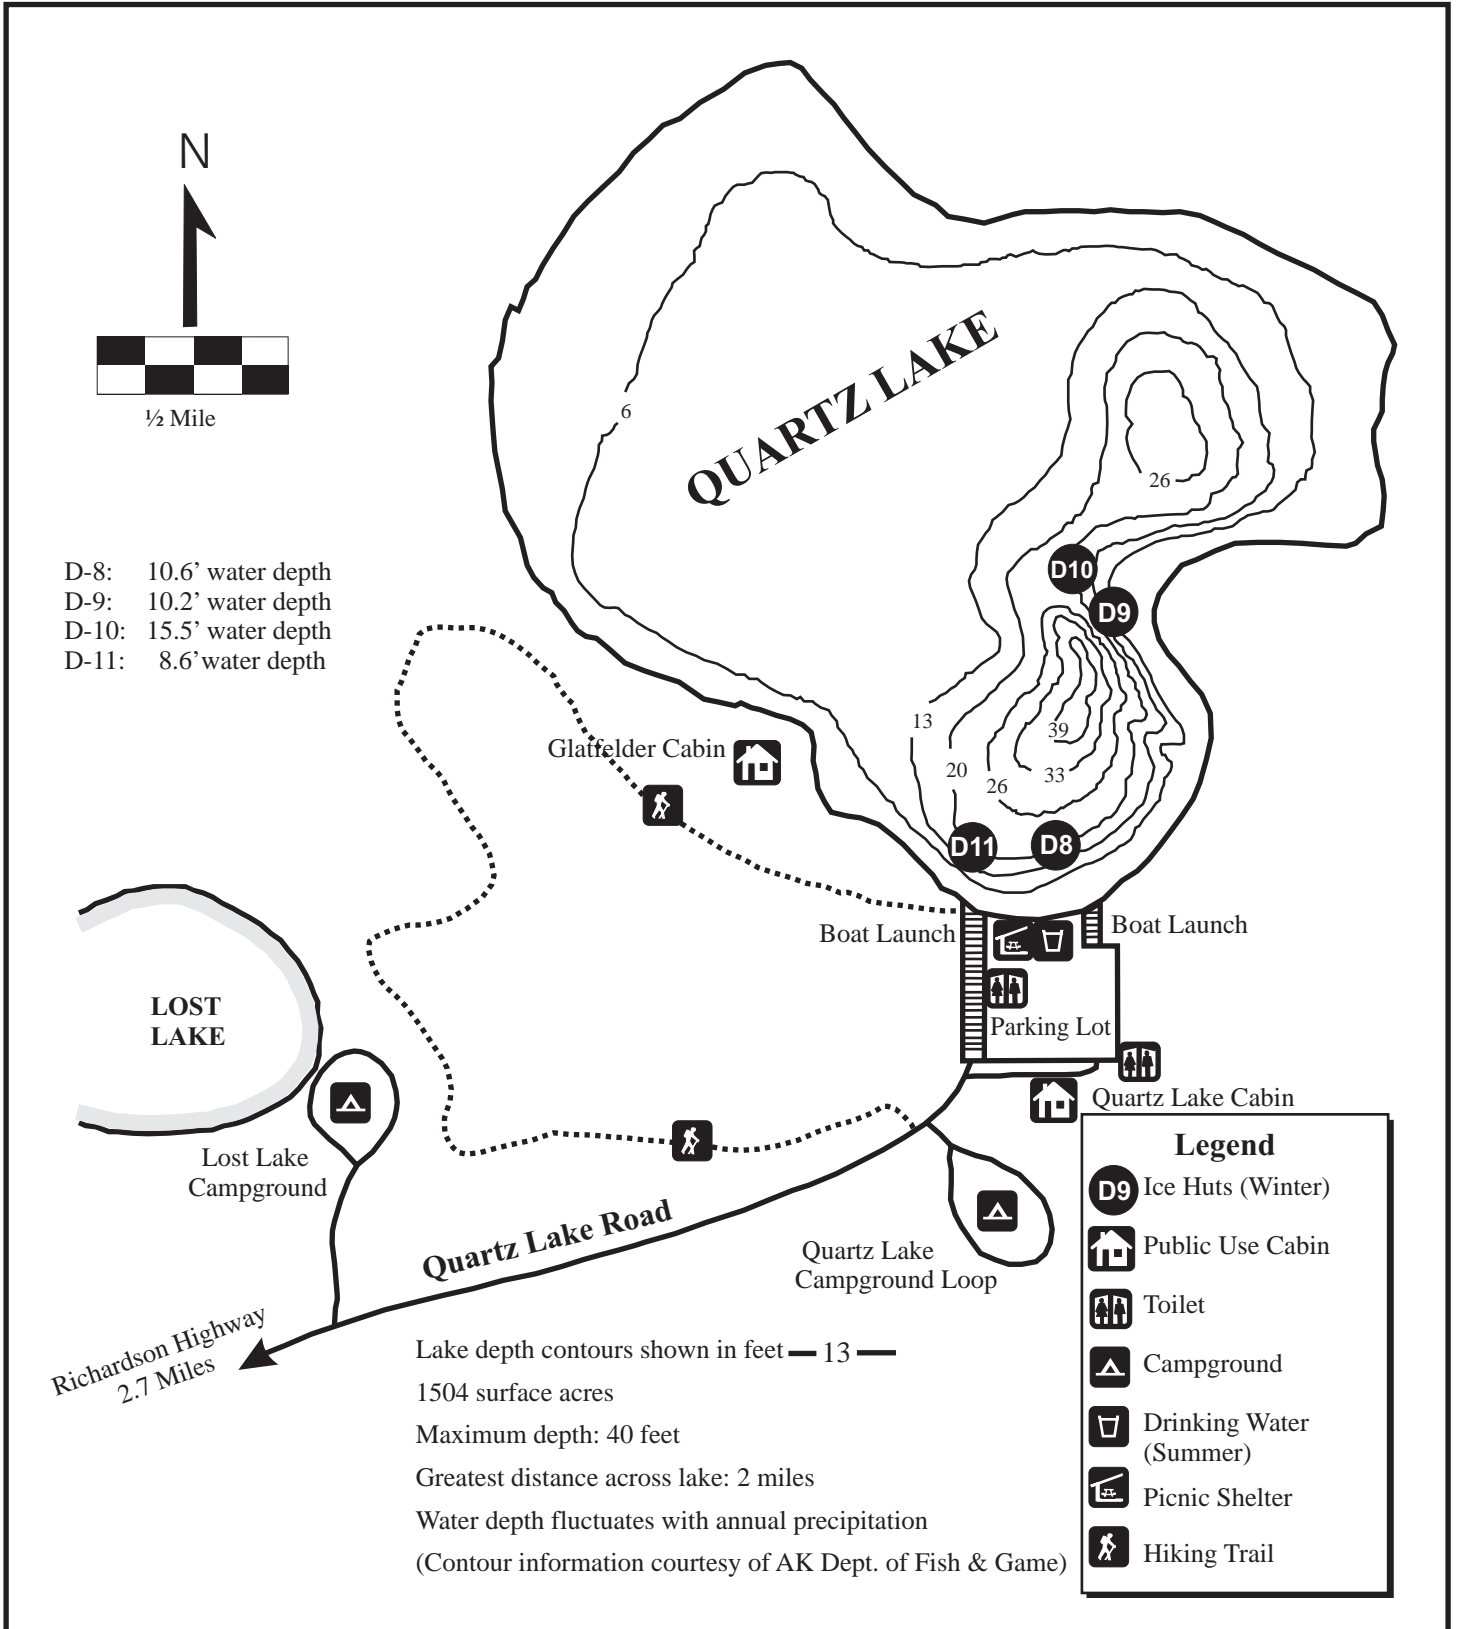 N
½ Mile
QUARTZ LAKE
6
26
D-8: 10.6’ water depth
D-9: 10.2’ water depth
D-10: 15.5’ water depth
D-11: 8.6’water depth
D10
D9
13
39
20
26
33
Glatfelder Cabin
D11
D8
Boat Launch
Boat Launch
LOST
LAKE
Parking Lot
Quartz Lake Cabin
Lost Lake
Campground
Quartz Lake Road
Quartz Lake
Campground Loop
Richardson Highway
2.7 Miles
Lake depth contours shown in feet — 13 —
1504 surface acres
Maximum depth: 40 feet
Greatest distance across lake: 2 miles
Water depth fluctuates with annual precipitation
(Contour information courtesy of AK Dept. of Fish & Game)
Legend
D9 Ice Huts (Winter)
Public Use Cabin
Toilet
Campground
Drinking Water
(Summer)
Picnic Shelter
Hiking Trail